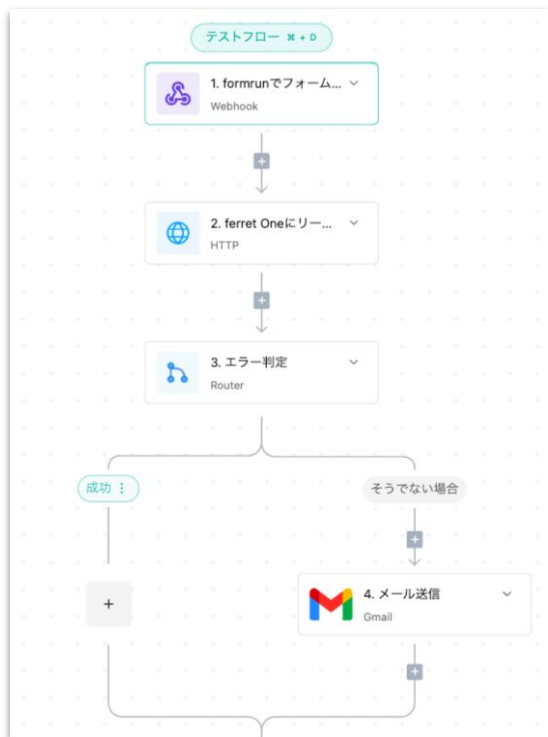 テストフロー ⌘ + D
1. formrunでフォーム...
Webhook
2. ferret Oneにリー...
HTTP
3. エラー判定
Router
成功
そうでない場合
4. メール送信
Gmail